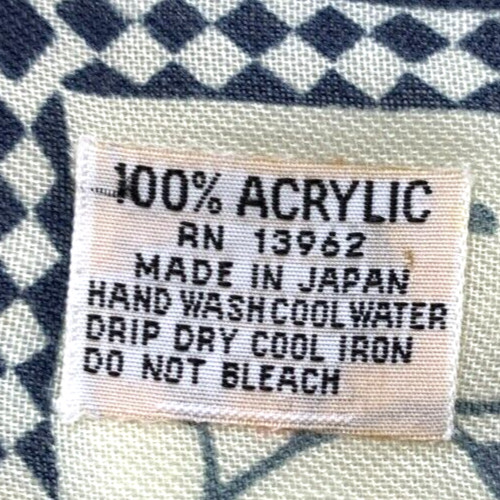 100% ACRYLIC
RN 13962
MADE IN JAPAN
HAND WASH COOL WATER
DRIP DRY COOL IRON
DO NOT BLEACH